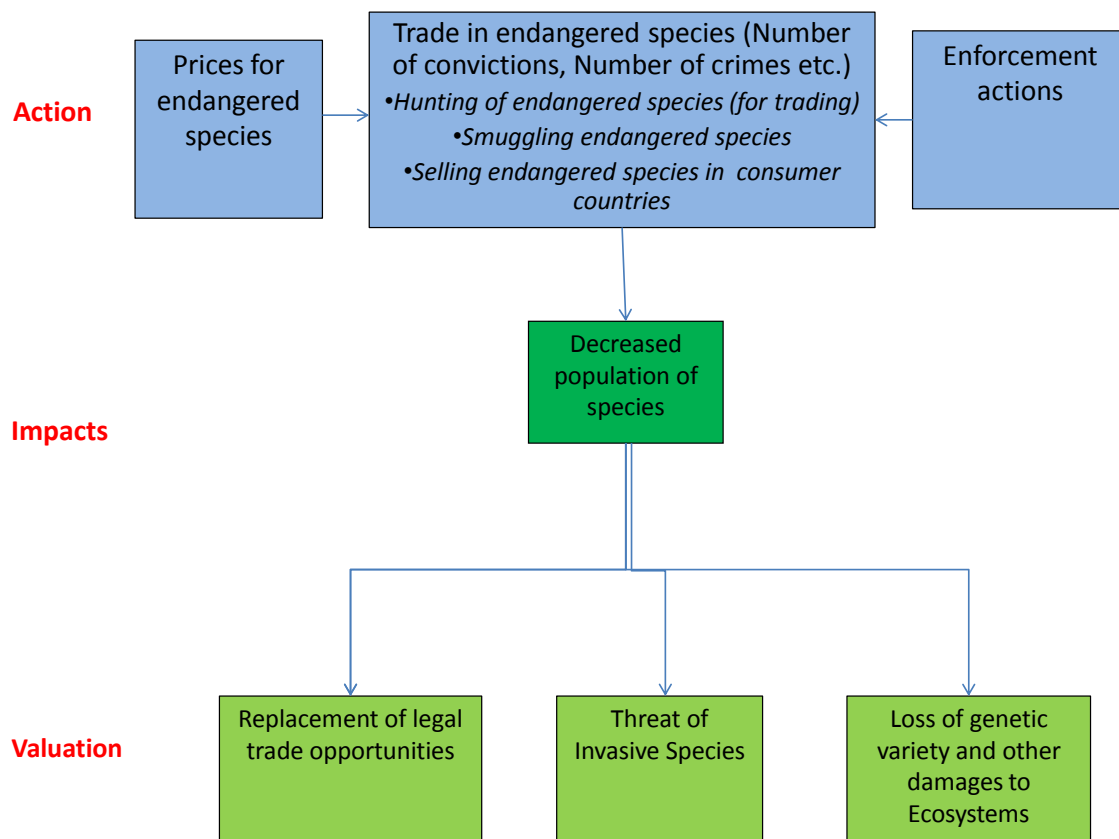 Action
Prices for
endangered
species
Trade in endangered species (Number
of convictions, Number of crimes etc.)
•Hunting of endangered species (for trading)
•Smuggling endangered species
•Selling endangered species in consumer
countries
Enforcement
actions
Impacts
Decreased
population of
species
Valuation
Replacement of legal
trade opportunities
Threat of
Invasive Species
Loss of genetic
variety and other
damages to
Ecosystems